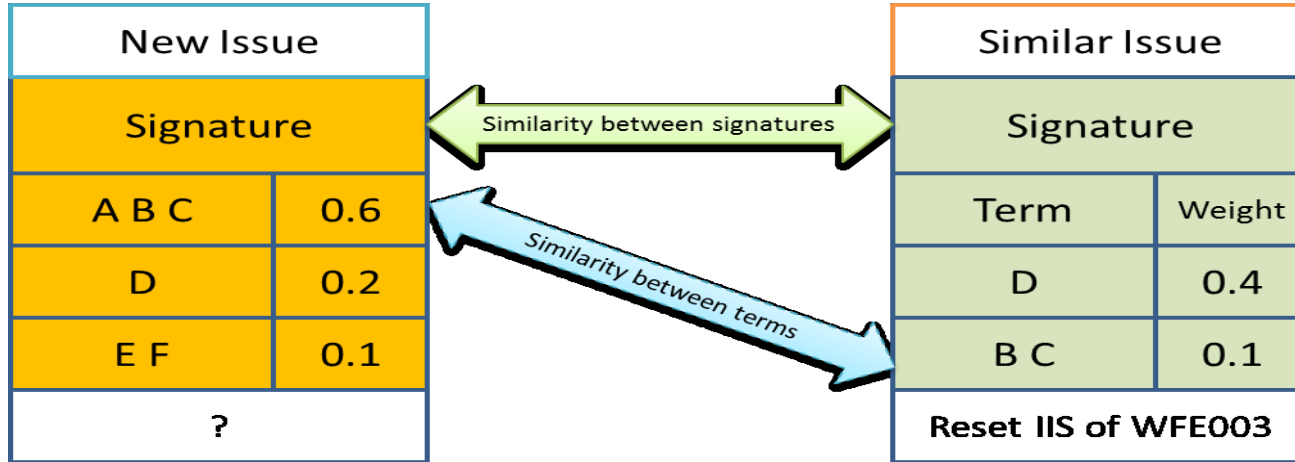 New Issue
Similar Issue
Signature
Similarity between signatures
Signature
A B C 0.6
Term Weight
Similarity between terms
D 0.2
D 0.4
E F 0.1
B C 0.1
?
Reset IIS of WFE003